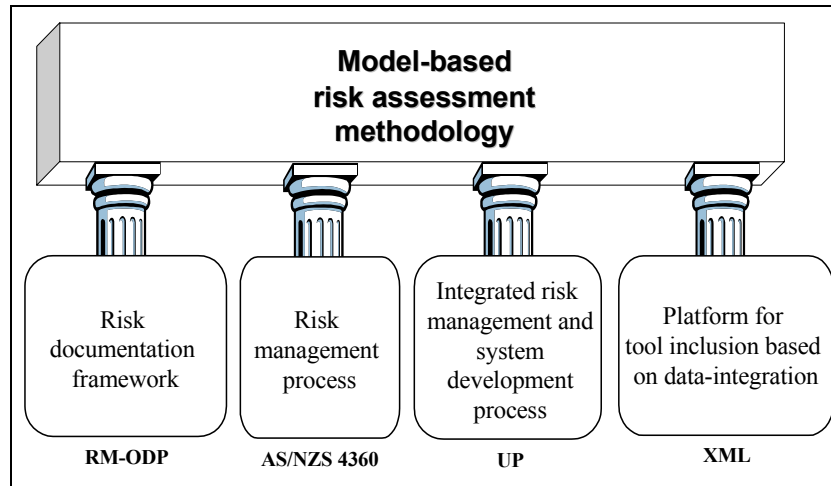 Model-based
risk assessment
methodology
Risk
documentation
framework
Risk
management
process
Integrated risk
management and
system
development
process
Platform for
tool inclusion based
on data-integration
RM-ODP
AS/NZS 4360
UP
XML